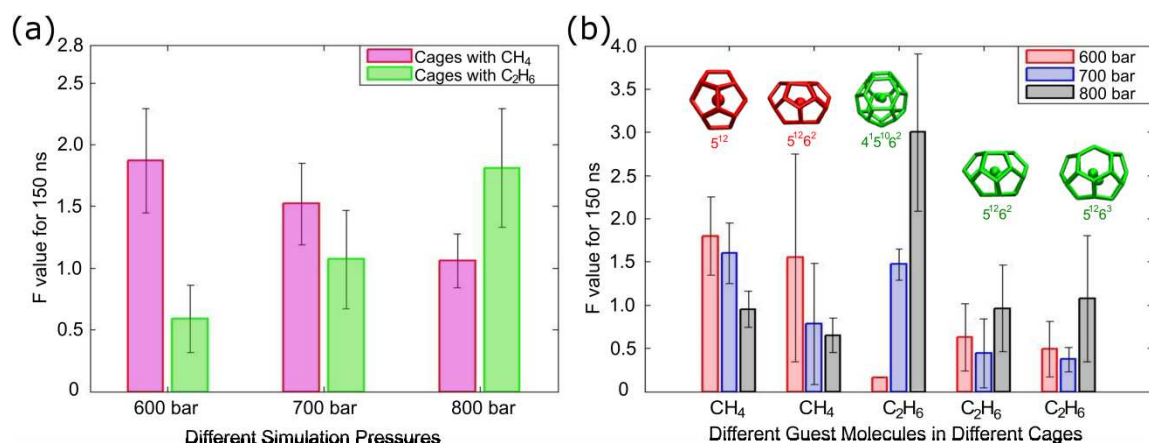 (a)
F value for 150 ns
2.8
2.5
2.0
1.5
1.0
0.5
0
Cages with CH₄
Cages with C₂H₆
600 bar
700 bar
800 bar
Different Simulation Pressures
(b)
F value for 150 ns
4.0
3.5
3.0
2.5
2.0
1.5
1.0
0.5
0
600 bar
700 bar
800 bar
5¹²
5¹²6²
4¹5¹⁰6²
5¹²6²
5¹²6³
CH₄
CH₄
C₂H₆
C₂H₆
C₂H₆
Different Guest Molecules in Different Cages